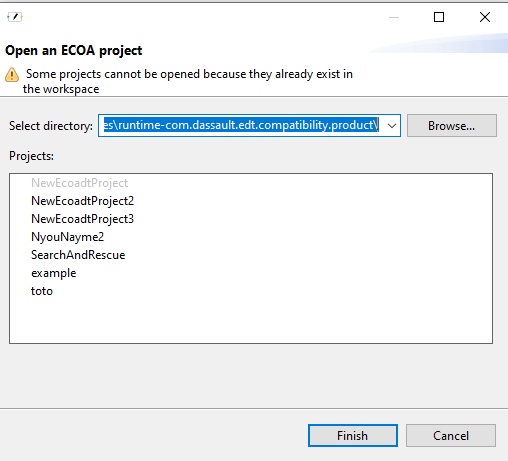 Open an ECOA project
Some projects cannot be opened because they already exist in
the workspace
Select directory: es\runtime-com.dassault.edt.compatibility.product\ Browse...
Projects:
NewEcoadtProject
NewEcoadtProject2
NewEcoadtProject3
NyouNayme2
SearchAndRescue
example
toto
Finish Cancel